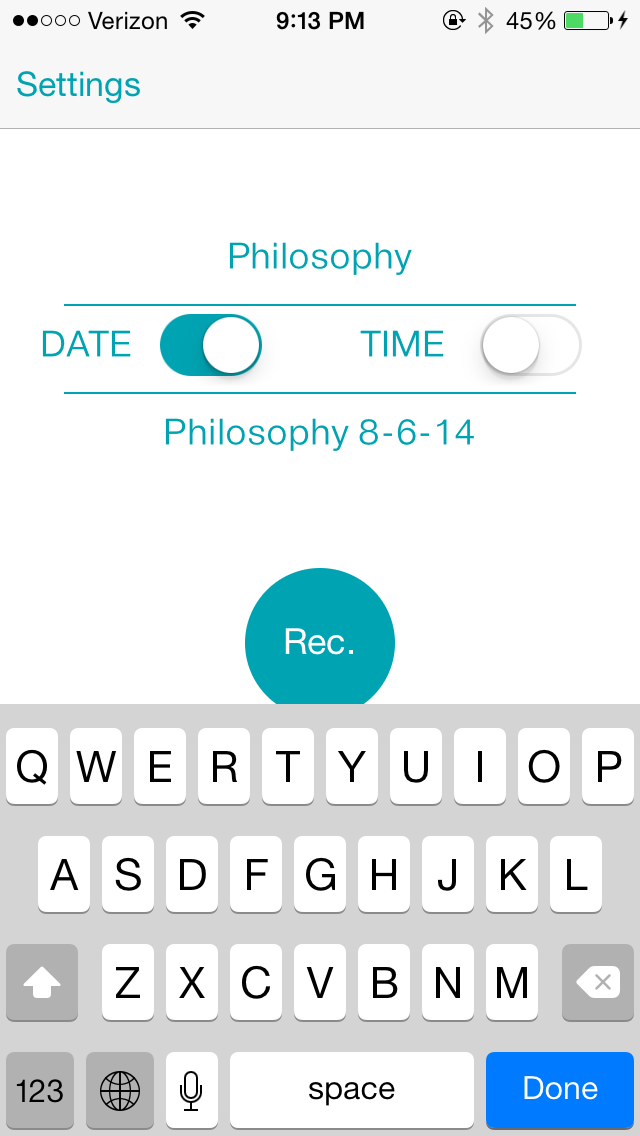 Verizon 9:13 PM 45%
Settings
Philosophy
DATE TIME
Philosophy 8-6-14
Rec.
Q W E R T Y U I O P
A S D F G H J K L
Z X C V B N M
123 space Done